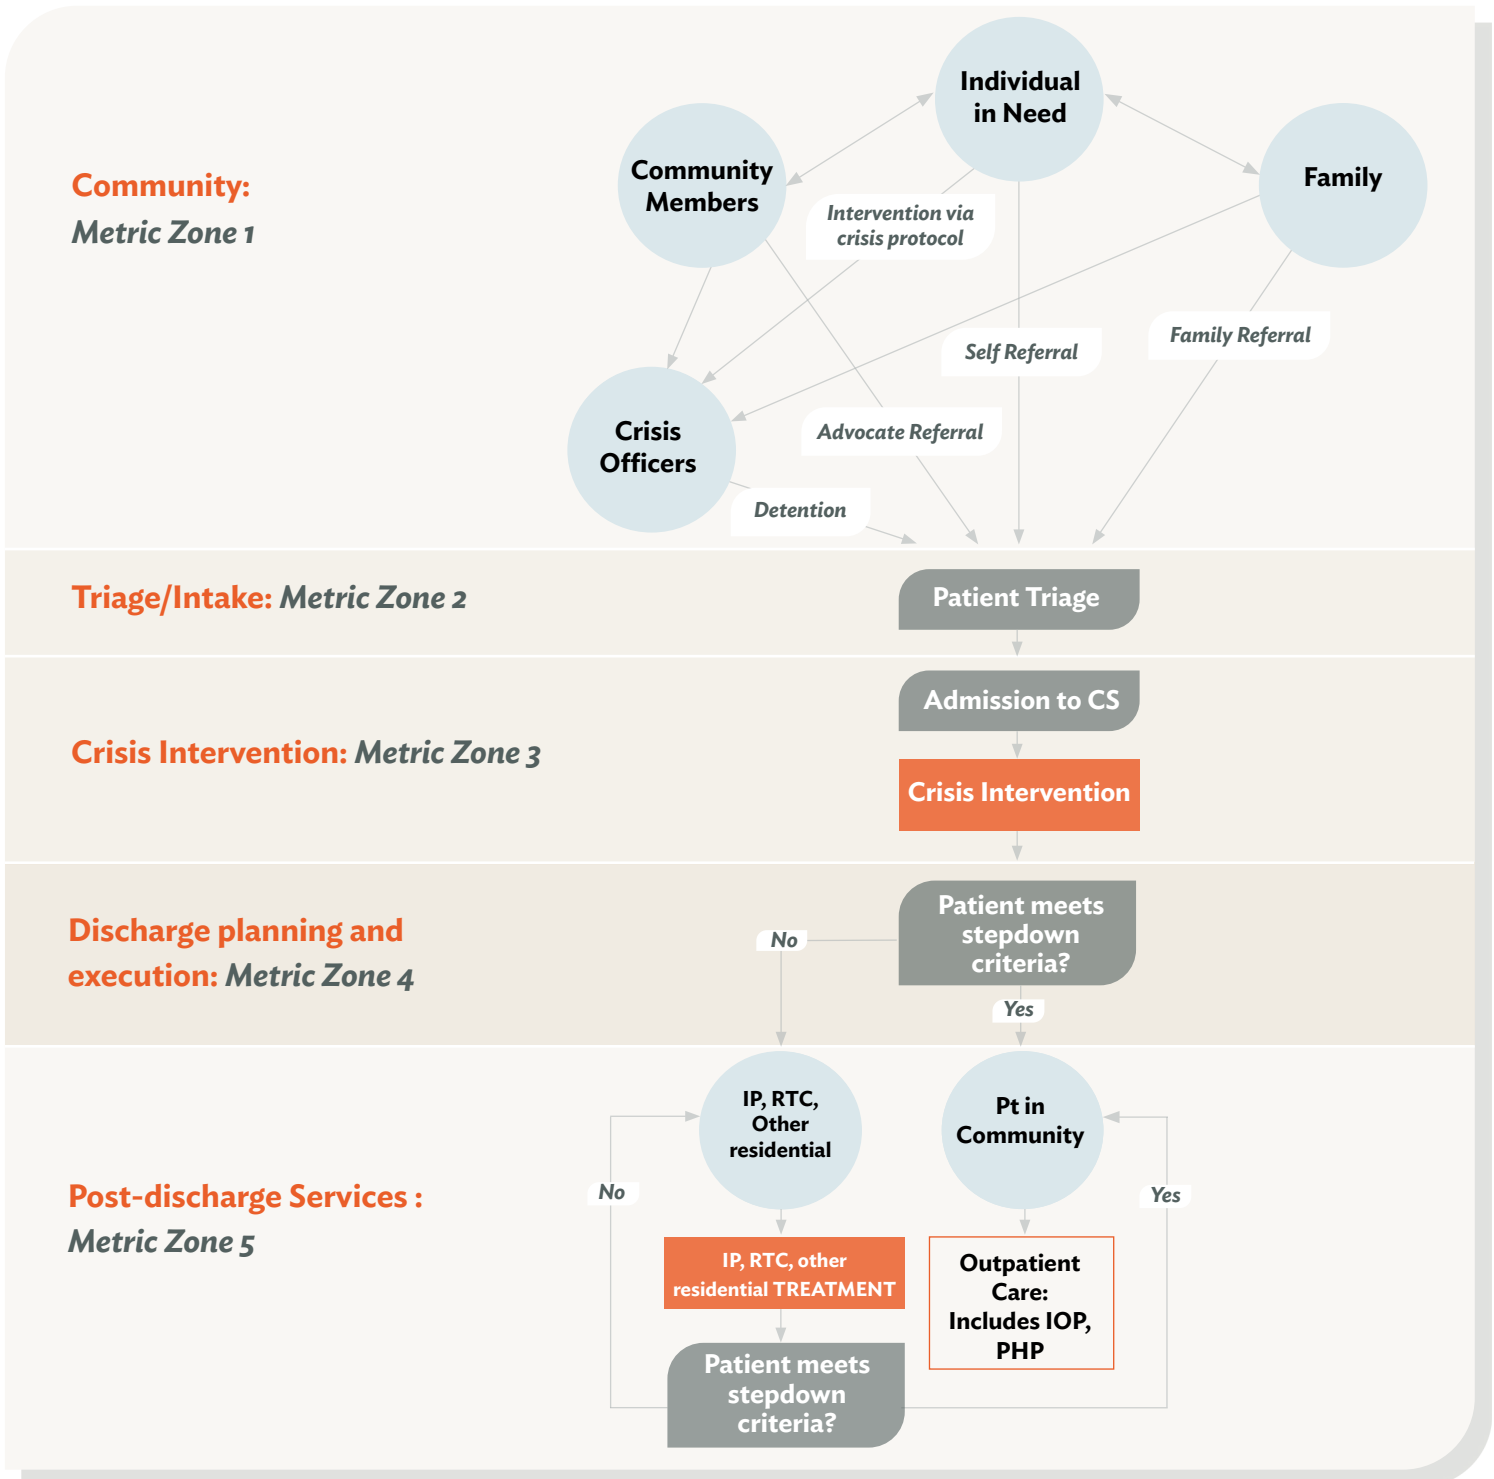 Individual
in Need
Community
Members
Family
Community:
Metric Zone 1
Intervention via
crisis protocol
Self Referral
Family Referral
Advocate Referral
Crisis
Officers
Detention
Triage/Intake: Metric Zone 2
Patient Triage
Admission to CS
Crisis Intervention: Metric Zone 3
Crisis Intervention
Discharge planning and
execution: Metric Zone 4
Patient meets
stepdown
criteria?
No
Yes
IP, RTC,
Other
residential
Pt in
Community
Post-discharge Services :
Metric Zone 5
No
Yes
IP, RTC, other
residential TREATMENT
Outpatient
Care:
Includes IOP,
PHP
Patient meets
stepdown
criteria?